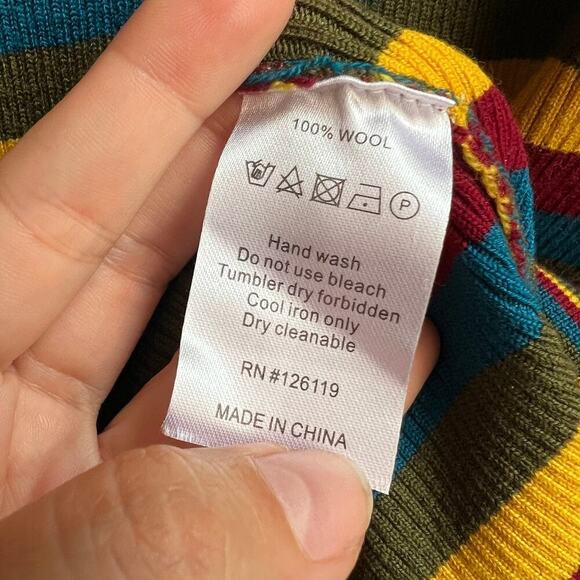 100% WOOL
P
Hand wash
Do not use bleach
Tumbler dry forbidden
Cool iron only
Dry cleanable
RN #126119
MADE IN CHINA